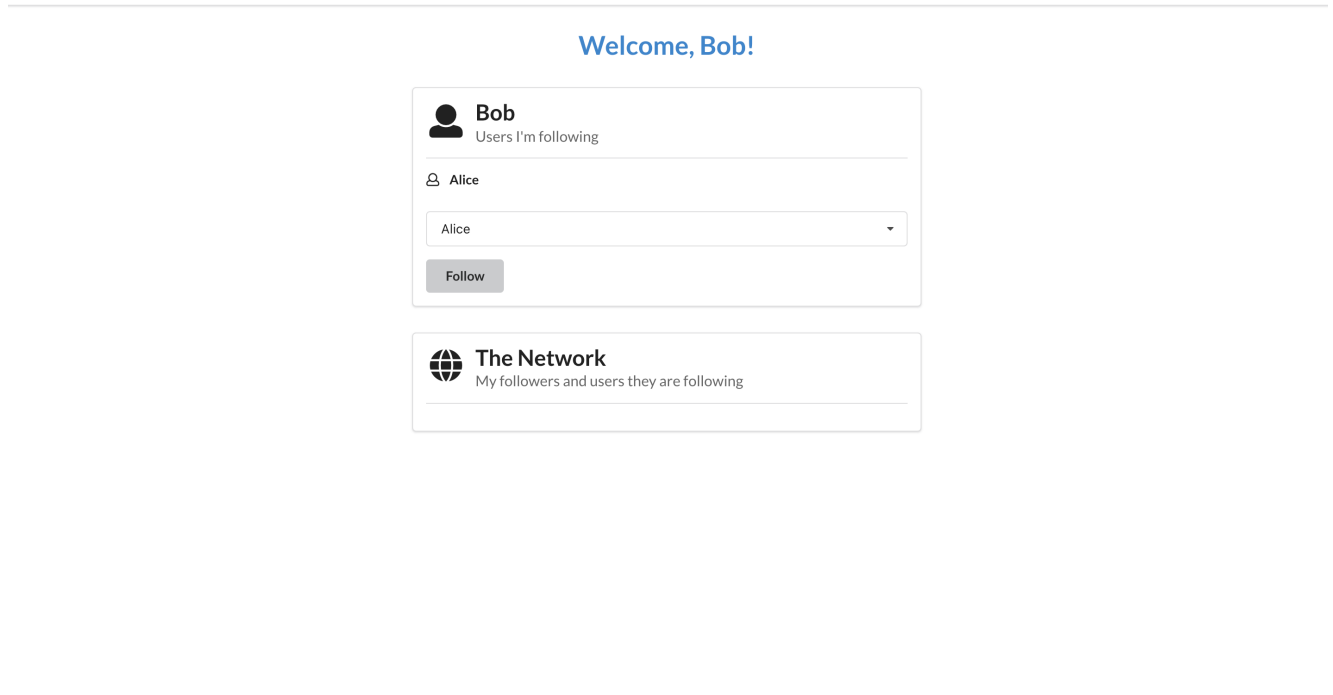 Welcome, Bob!
Bob
Users I'm following
Alice
Alice
Follow
The Network
My followers and users they are following